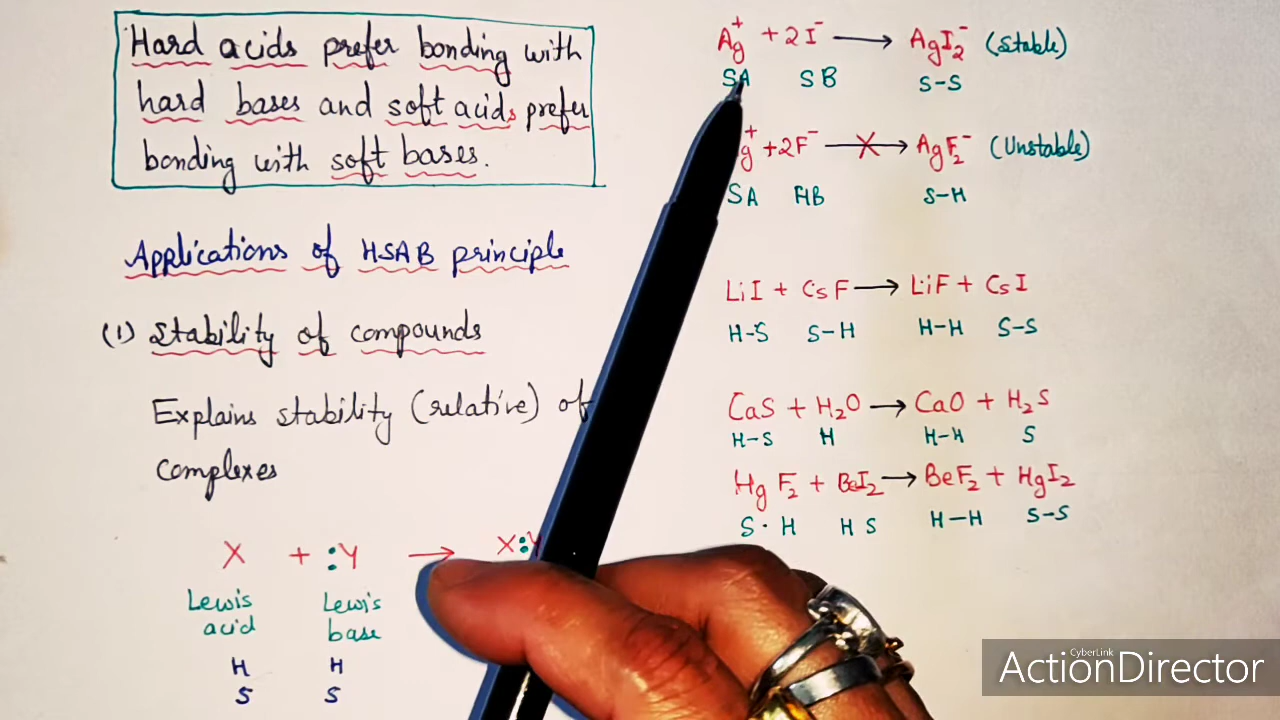 Hard acids prefer bonding with
hard bases and soft acids prefer
bonding with soft bases.
Applications of HSAB principle
(1) Stability of compounds
Explains stability (relative) of
complexes
X + :Y → X:Y
Lewis acid
Lewis base
H H
S S
Ag⁺ + 2I⁻ → AgI₂⁻ (Stable)
SA SB S-S
g⁺ + 2F⁻ → AgF₂⁻ (Unstable)
SA HB S-H
LiI + CsF → LiF + CsI
H-S S-H H-H S-S
CaS + H₂O → CaO + H₂S
H-S H H-H S
HgF₂ + BeI₂ → BeF₂ + HgI₂
S·H H S H-H S-S
CyberLink
ActionDirector